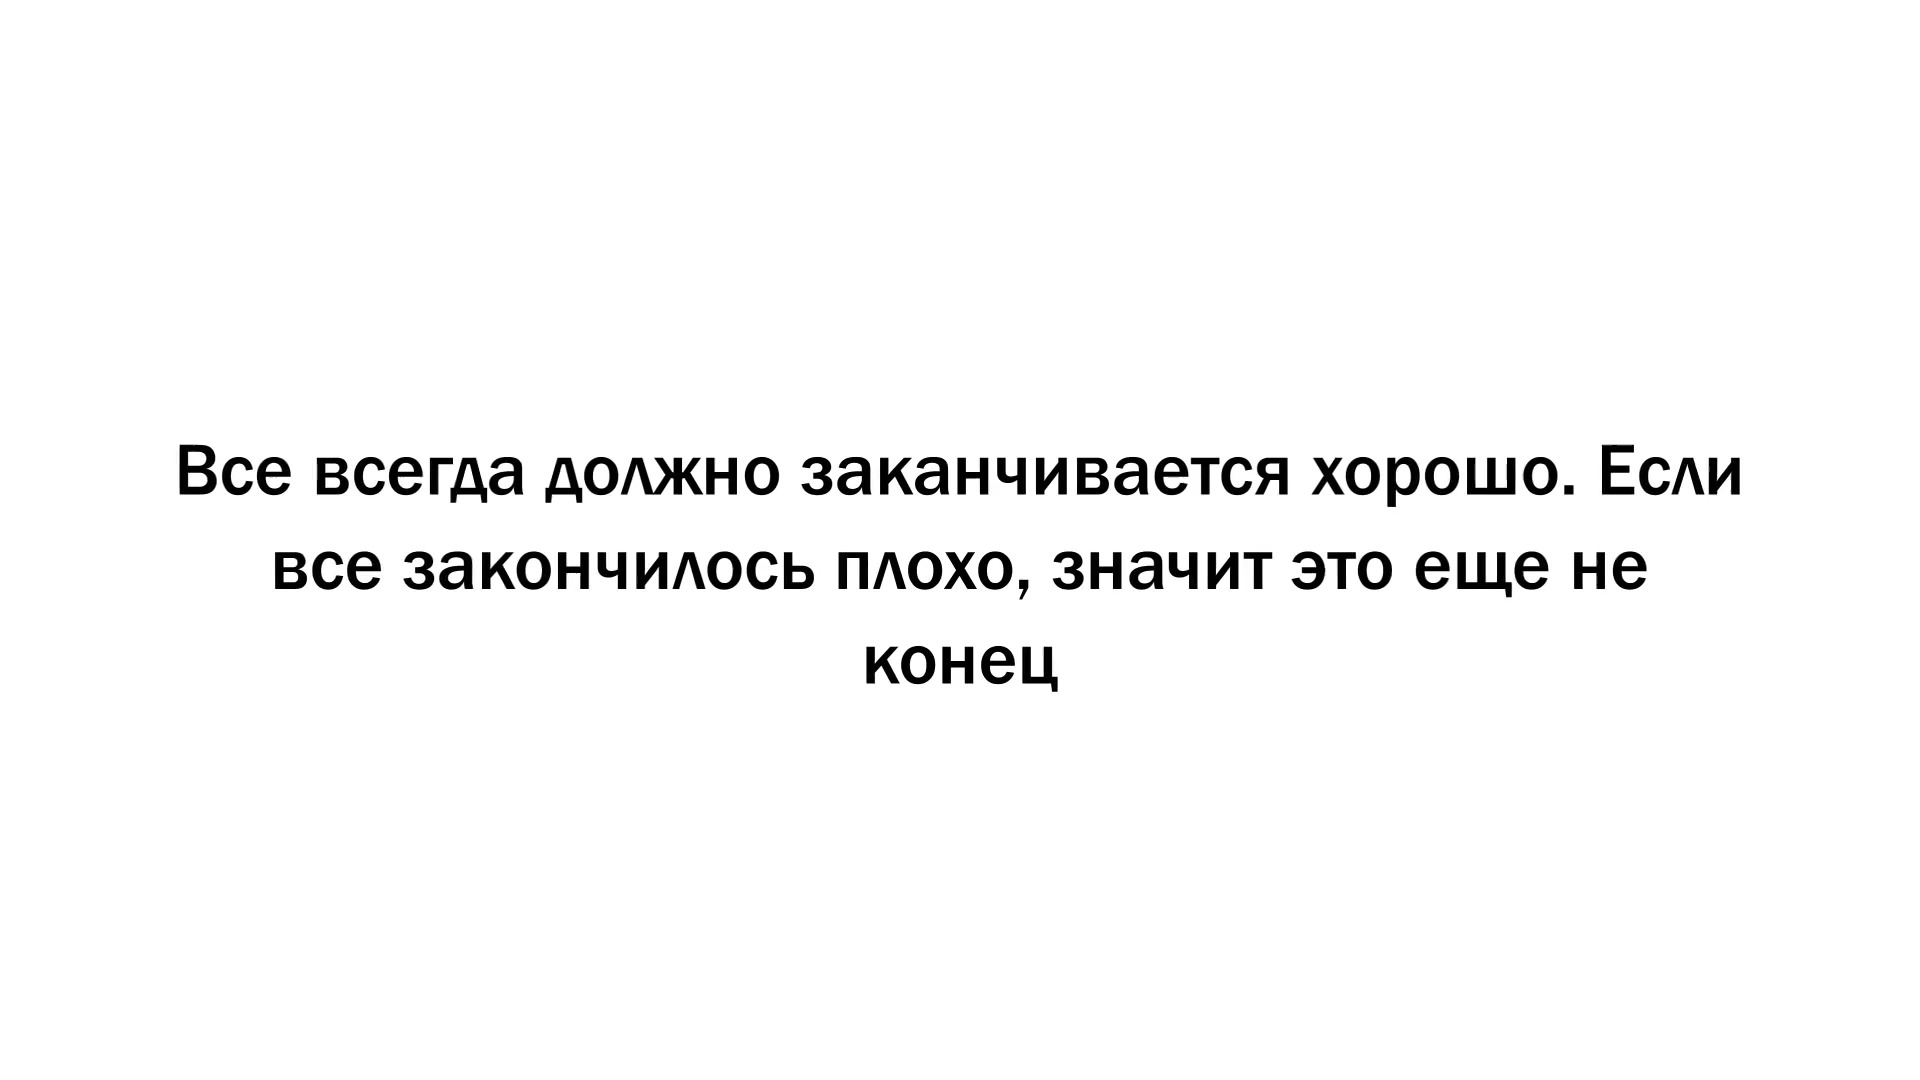 Все всегда должно заканчивается хорошо. Если
все закончилось плохо, значит это еще не
конец